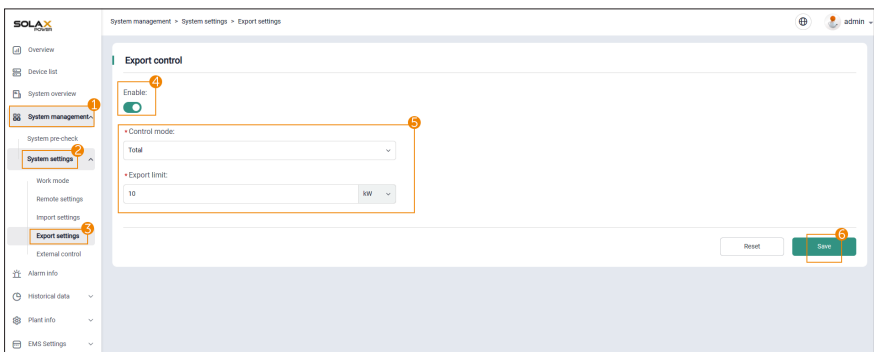 SOLAX
POWER
System management > System settings > Export settings
admin
Overview
Device list
System overview
1
System management
System pre-check
2
System settings
Work mode
Remote settings
Import settings
3
Export settings
External control
Alarm info
Historical data
Plant info
EMS Settings
Export control
4
Enable:
5
* Control mode:
Total
* Export limit:
10 kW
6
Reset Save